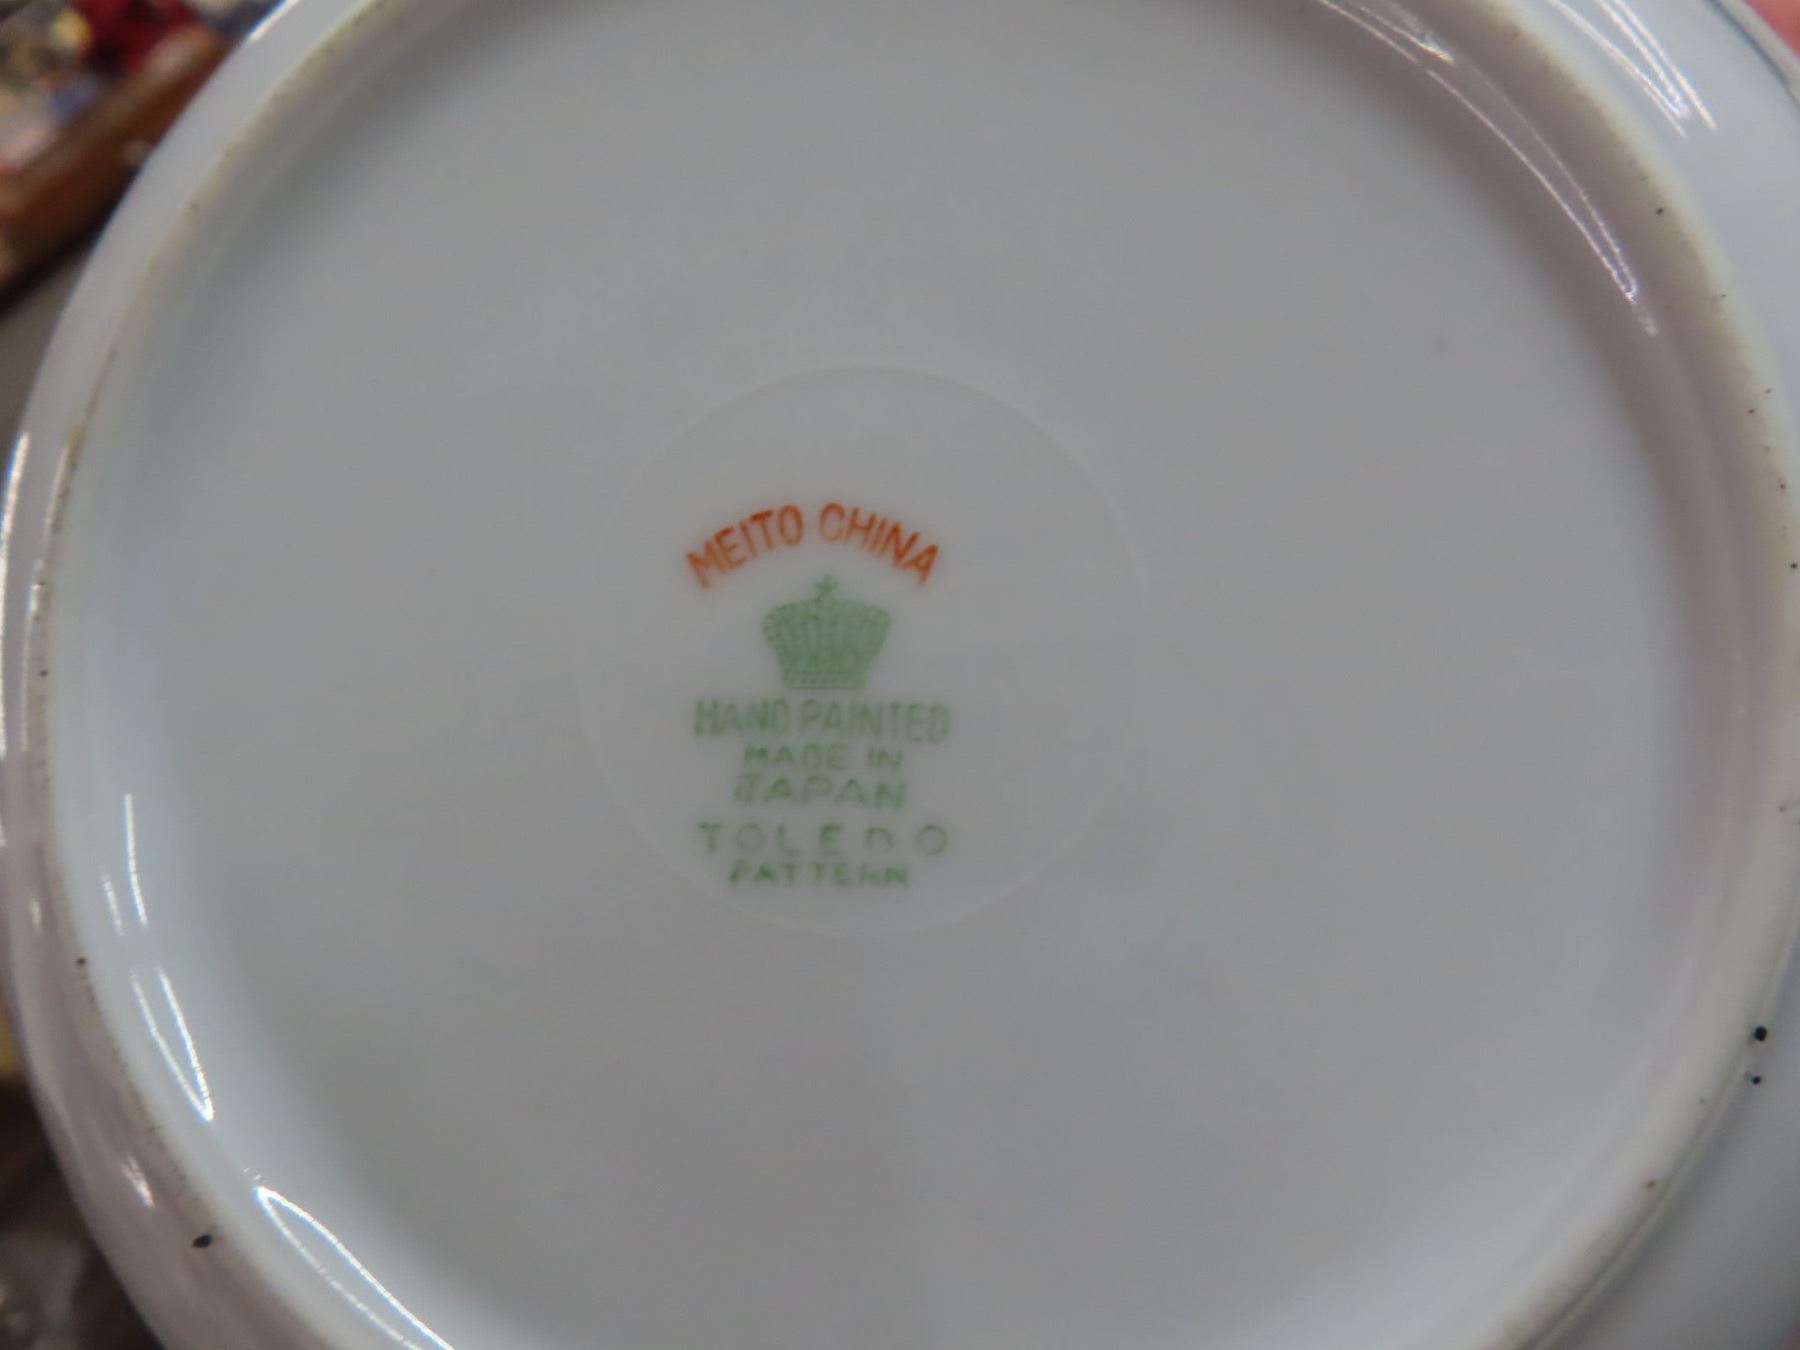 MEITO CHINA
HAND PAINTED
MADE IN
JAPAN
TOLEDO
PATTERN